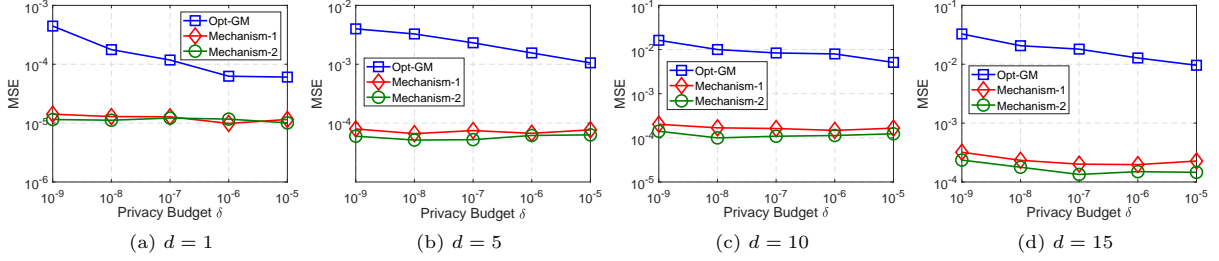 10⁻³
10⁻⁴
10⁻⁵
10⁻⁶
MSE
Opt-GM
Mechanism-1
Mechanism-2
10⁻⁹ 10⁻⁸ 10⁻⁷ 10⁻⁶ 10⁻⁵
Privacy Budget δ
(a) d = 1
10⁻⁵
10⁻³
10⁻⁴
MSE
Opt-GM
Mechanism-1
Mechanism-2
10⁻⁹ 10⁻⁸ 10⁻⁷ 10⁻⁶ 10⁻⁵
Privacy Budget δ
(b) d = 5
10⁻¹
10⁻²
10⁻²
10⁻⁴
10⁻⁵
MSE
Opt-GM
Mechanism-1
Mechanism-2
10⁻⁹ 10⁻⁸ 10⁻⁷ 10⁻⁶ 10⁻⁵
Privacy Budget δ
(c) d = 10
10⁻¹
10⁻²
10⁻³
10⁻⁴
MSE
Opt-GM
Mechanism-1
Mechanism-2
10⁻⁹ 10⁻⁸ 10⁻⁷ 10⁻⁶ 10⁻⁵
Privacy Budget δ
(d) d = 15